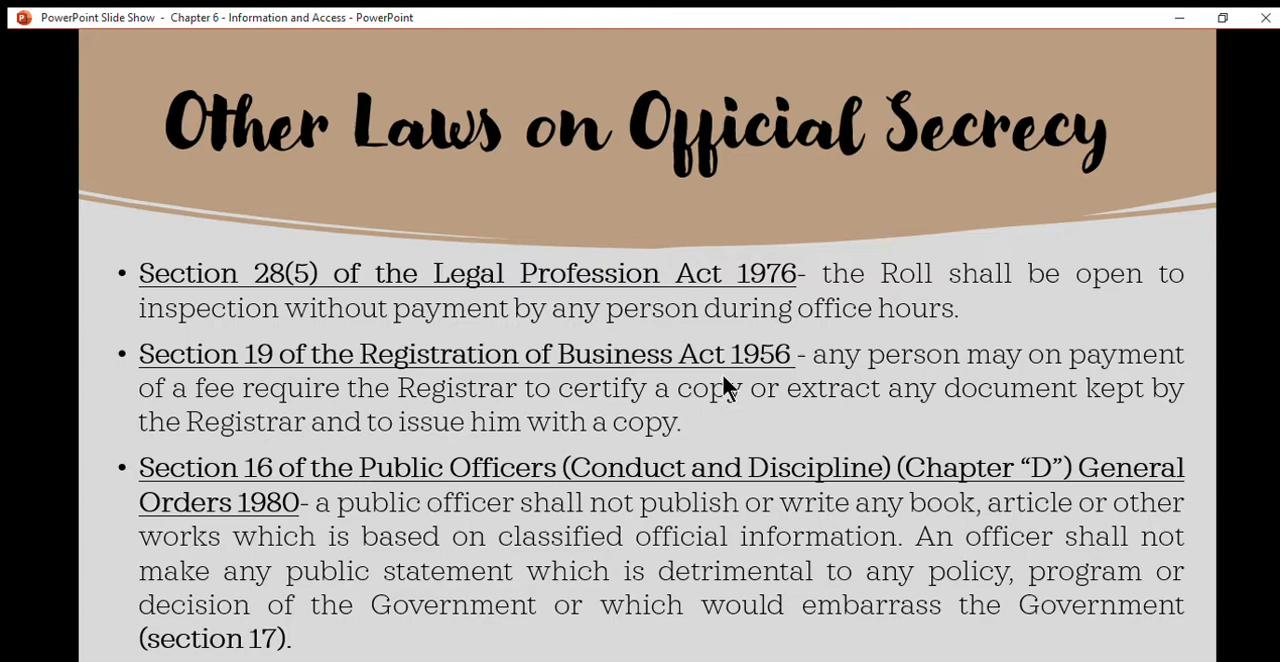 PowerPoint Slide Show - Chapter 6 - Information and Access - PowerPoint
Other Laws on Official Secrecy
• Section 28(5) of the Legal Profession Act 1976- the Roll shall be open to
inspection without payment by any person during office hours.
• Section 19 of the Registration of Business Act 1956 - any person may on payment
of a fee require the Registrar to certify a copy or extract any document kept by
the Registrar and to issue him with a copy.
• Section 16 of the Public Officers (Conduct and Discipline) (Chapter “D”) General
Orders 1980- a public officer shall not publish or write any book, article or other
works which is based on classified official information. An officer shall not
make any public statement which is detrimental to any policy, program or
decision of the Government or which would embarrass the Government
(section 17).